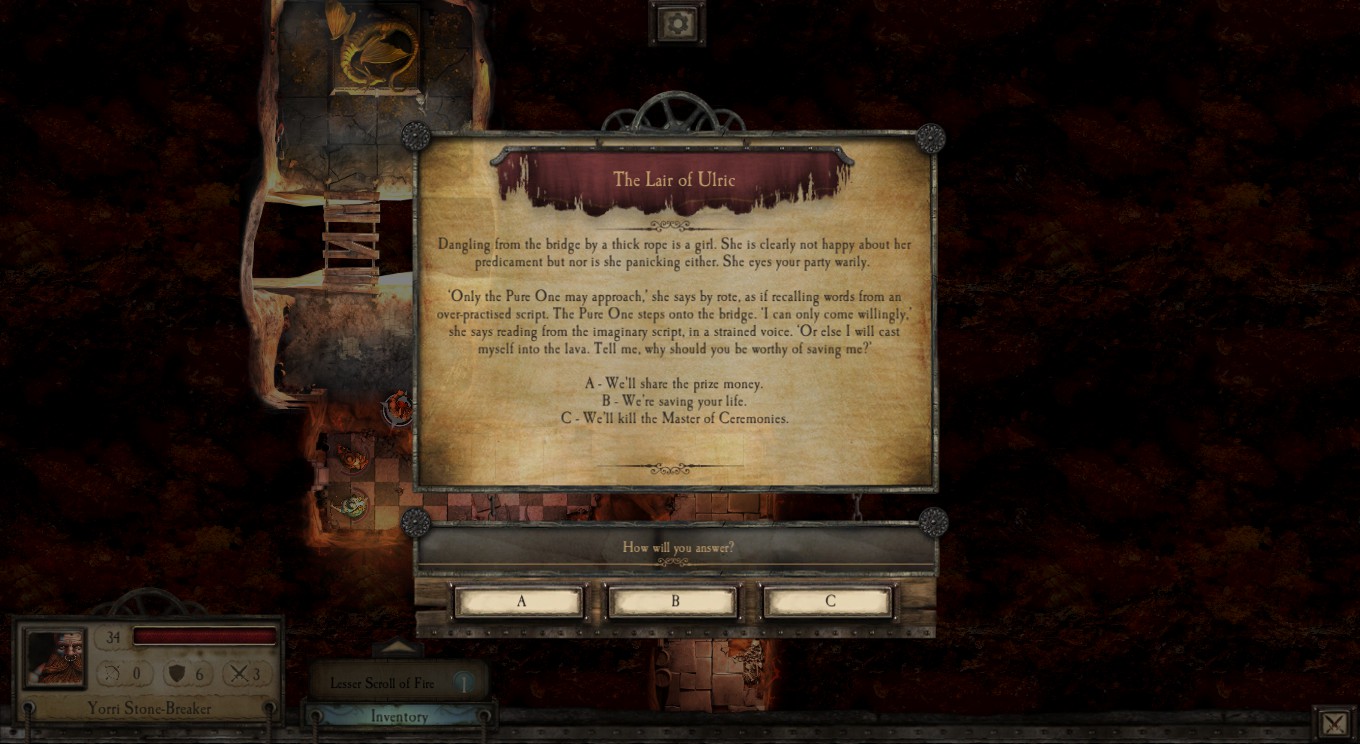 The Lair of Ulric
Dangling from the bridge by a thick rope is a girl. She is clearly not happy about her
predicament but nor is she panicking either. She eyes your party warily.
'Only the Pure One may approach,' she says by rote, as if recalling words from an
over-practised script. The Pure One steps onto the bridge. 'I can only come willingly,'
she says reading from the imaginary script, in a strained voice. 'Or else I will cast
myself into the lava. Tell me, why should you be worthy of saving me?'
A - We'll share the prize money.
B - We're saving your life.
C - We'll kill the Master of Ceremonies.
How will you answer?
A B C
34
0 6 3
Yorri Stone-Breaker
Lesser Scroll of Fire 1
Inventory